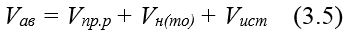 Vав = Vпр.р + Vн(то) + Vист (3.5)